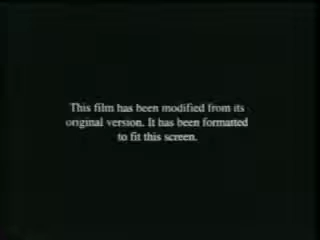 This film has been modified from its
original version. It has been formatted
to fit this screen.